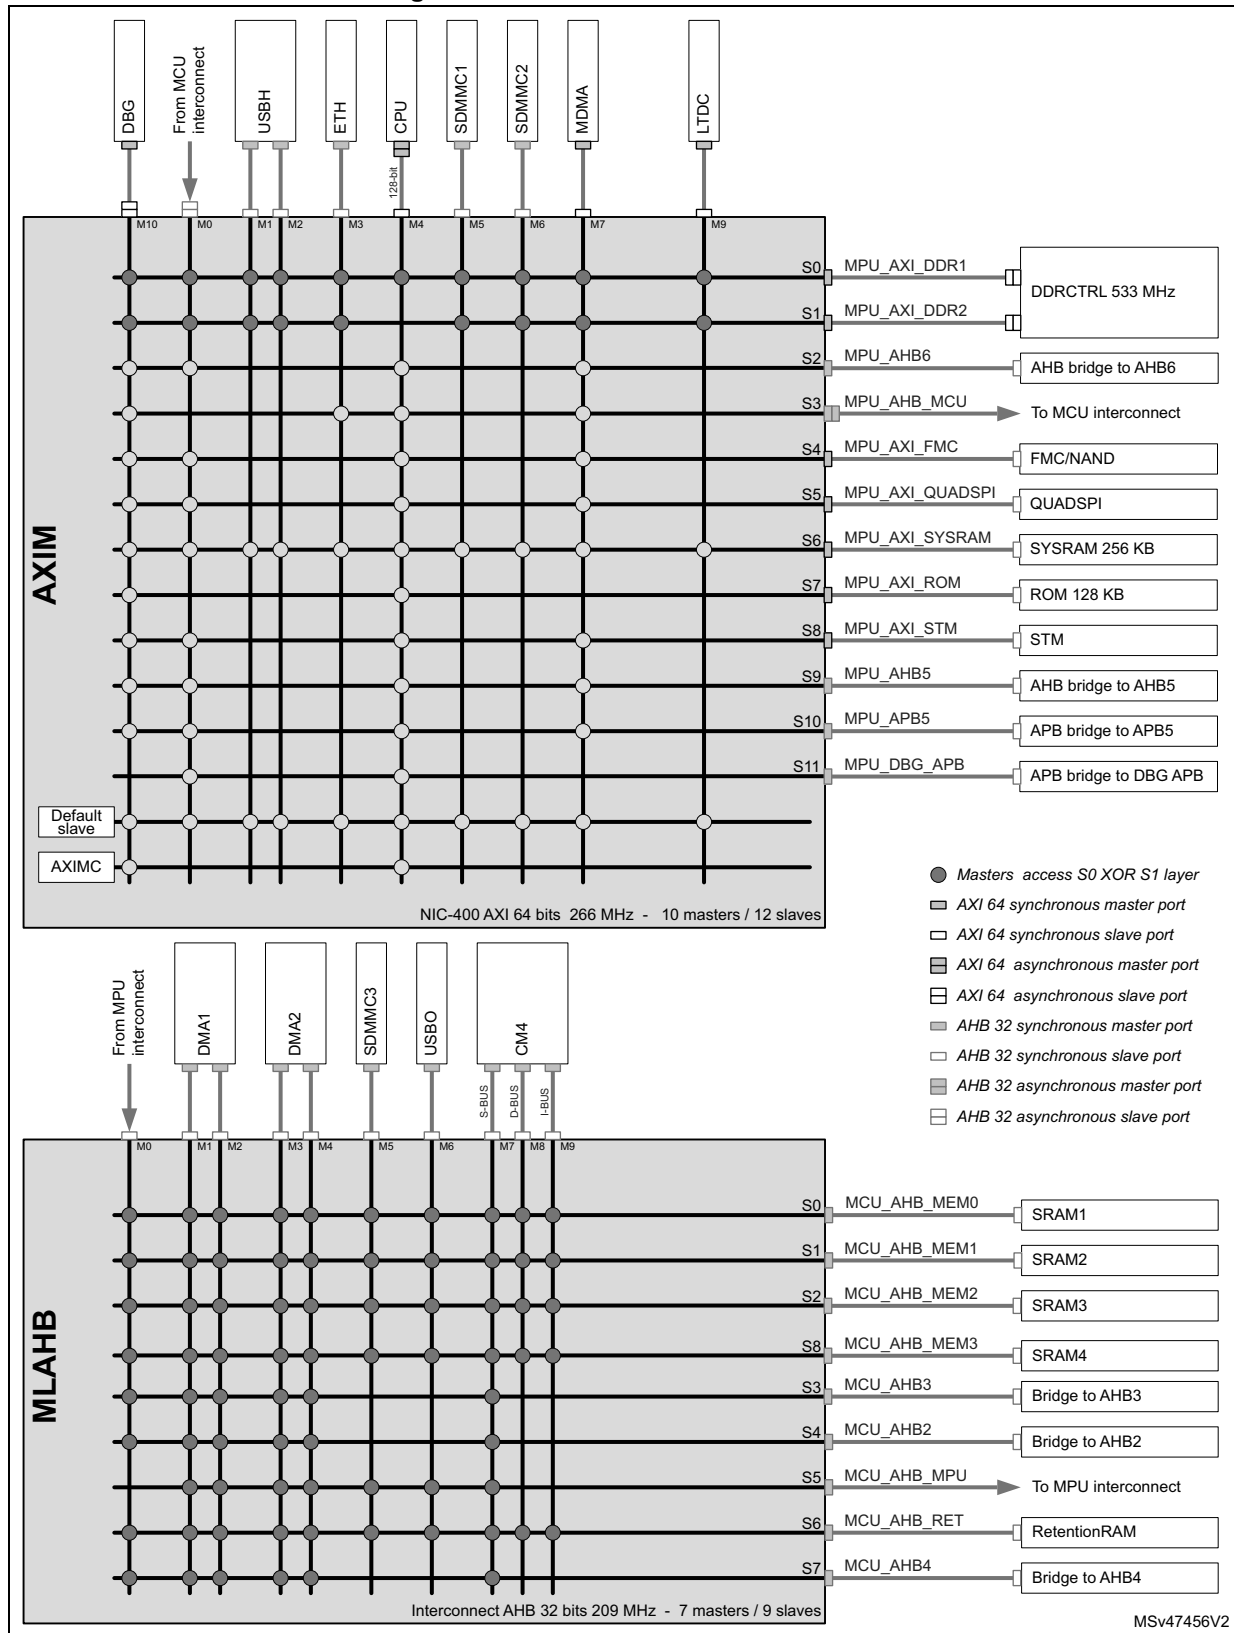 DBG
From MCU
interconnect
USBH
ETH
CPU
SDMMC1
SDMMC2
MDMA
LTDC
128-bit
M10
M0
M1
M2
M3
M4
M5
M6
M7
M9
AXIM
S0
MPU_AXI_DDR1
DDRCTRL 533 MHz
S1
MPU_AXI_DDR2
S2
MPU_AHB6
AHB bridge to AHB6
S3
MPU_AHB_MCU
To MCU interconnect
S4
MPU_AXI_FMC
FMC/NAND
S5
MPU_AXI_QUADSPI
QUADSPI
S6
MPU_AXI_SYSRAM
SYSRAM 256 KB
S7
MPU_AXI_ROM
ROM 128 KB
S8
MPU_AXI_STM
STM
S9
MPU_AHB5
AHB bridge to AHB5
S10
MPU_APB5
APB bridge to APB5
S11
MPU_DBG_APB
APB bridge to DBG APB
Default
slave
AXIMC
NIC-400 AXI 64 bits 266 MHz - 10 masters / 12 slaves
Masters access S0 XOR S1 layer
AXI 64 synchronous master port
AXI 64 synchronous slave port
AXI 64 asynchronous master port
AXI 64 asynchronous slave port
AHB 32 synchronous master port
AHB 32 synchronous slave port
AHB 32 asynchronous master port
AHB 32 asynchronous slave port
From MPU
interconnect
DMA1
DMA2
SDMMC3
USBO
CM4
S-BUS
D-BUS
I-BUS
M0
M1
M2
M3
M4
M5
M6
M7
M8
M9
MLAHB
S0
MCU_AHB_MEM0
SRAM1
S1
MCU_AHB_MEM1
SRAM2
S2
MCU_AHB_MEM2
SRAM3
S8
MCU_AHB_MEM3
SRAM4
S3
MCU_AHB3
Bridge to AHB3
S4
MCU_AHB2
Bridge to AHB2
S5
MCU_AHB_MPU
To MPU interconnect
S6
MCU_AHB_RET
RetentionRAM
S7
MCU_AHB4
Bridge to AHB4
Interconnect AHB 32 bits 209 MHz - 7 masters / 9 slaves
MSv47456V2